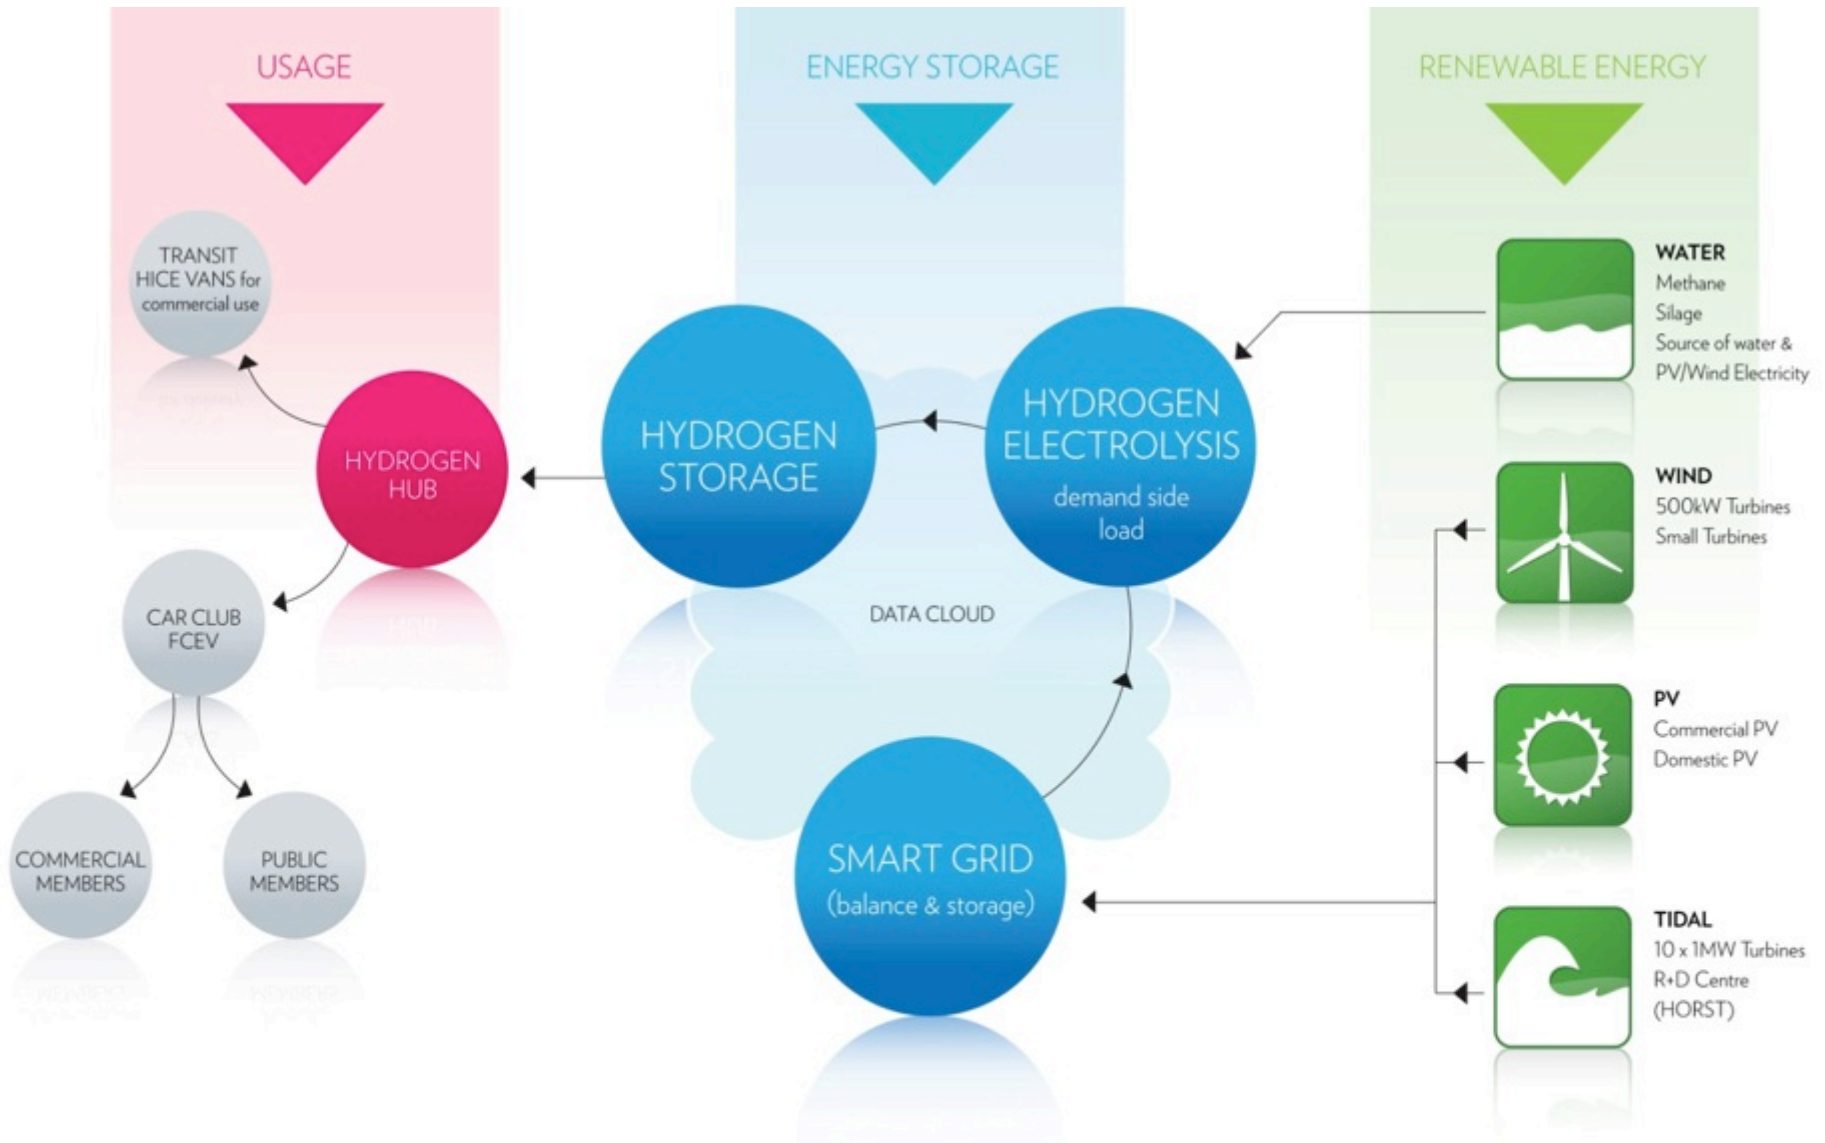 USAGE
ENERGY STORAGE
RENEWABLE ENERGY
TRANSIT
HICE VANS for
commercial use
HYDROGEN
HUB
CAR CLUB
FCEV
COMMERCIAL
MEMBERS
PUBLIC
MEMBERS
HYDROGEN
STORAGE
HYDROGEN
ELECTROLYSIS
demand side
load
DATA CLOUD
SMART GRID
(balance & storage)
WATER
Methane
Silage
Source of water &
PV/Wind Electricity
WIND
500kW Turbines
Small Turbines
PV
Commercial PV
Domestic PV
TIDAL
10 x 1MW Turbines
R+D Centre
(HORST)